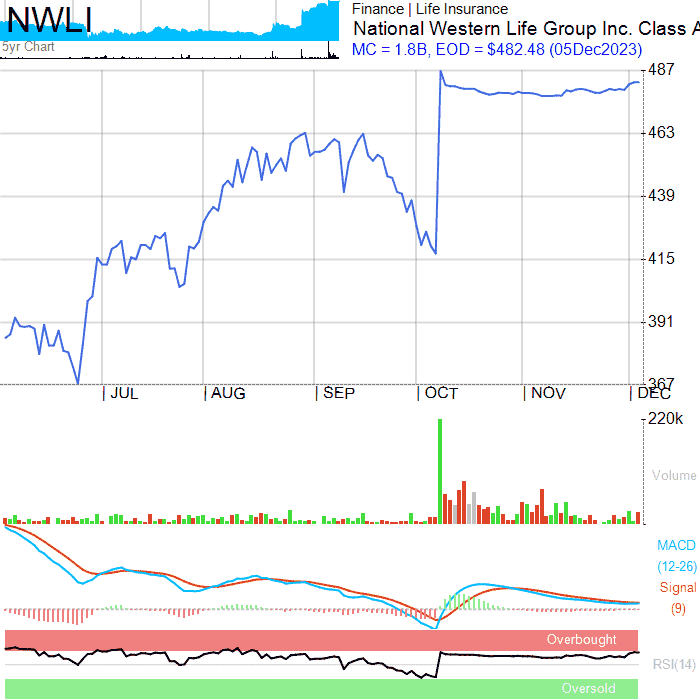 NWLI
5yr Chart
Finance | Life Insurance
National Western Life Group Inc. Class A
MC = 1.8B, EOD = $482.48 (05Dec2023)
487
463
439
415
391
367
JUL AUG SEP OCT NOV DEC
220k
Volume
MACD
(12-26)
Signal
(9)
Overbought
RSI(14)
Oversold